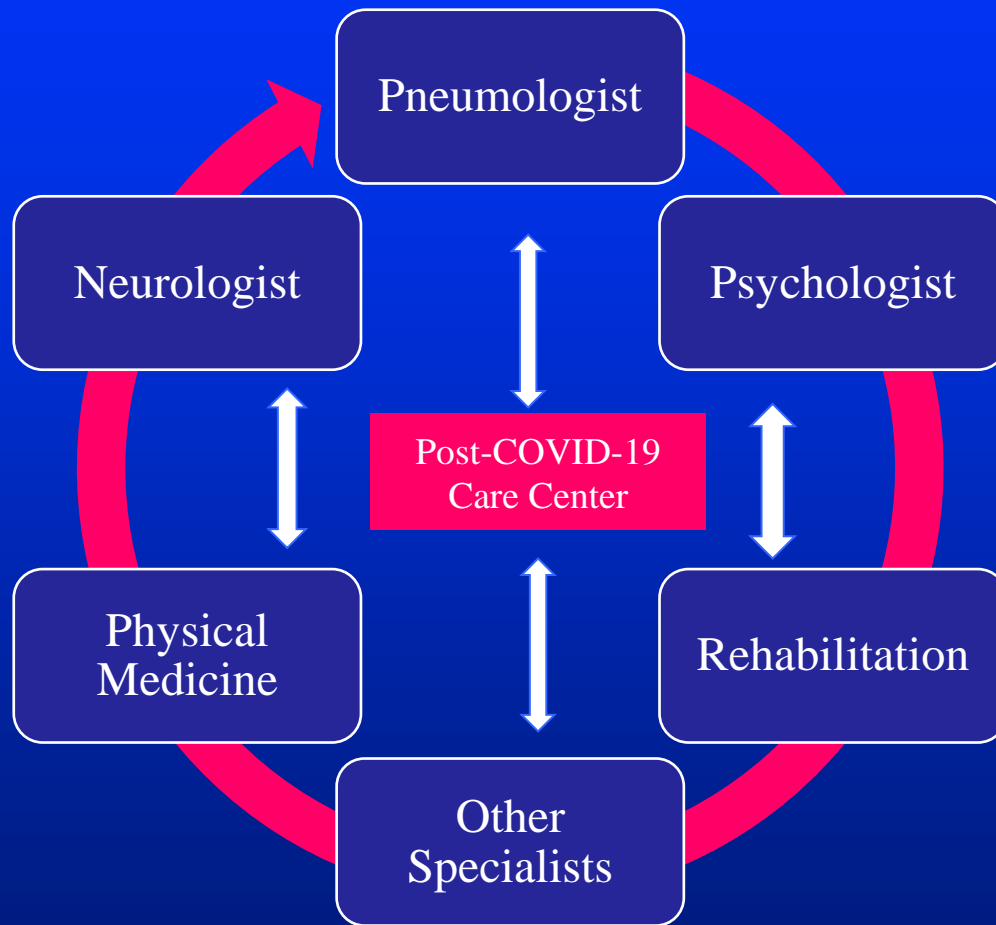 Pneumologist
Neurologist
Psychologist
Post-COVID-19
Care Center
Physical
Medicine
Rehabilitation
Other
Specialists